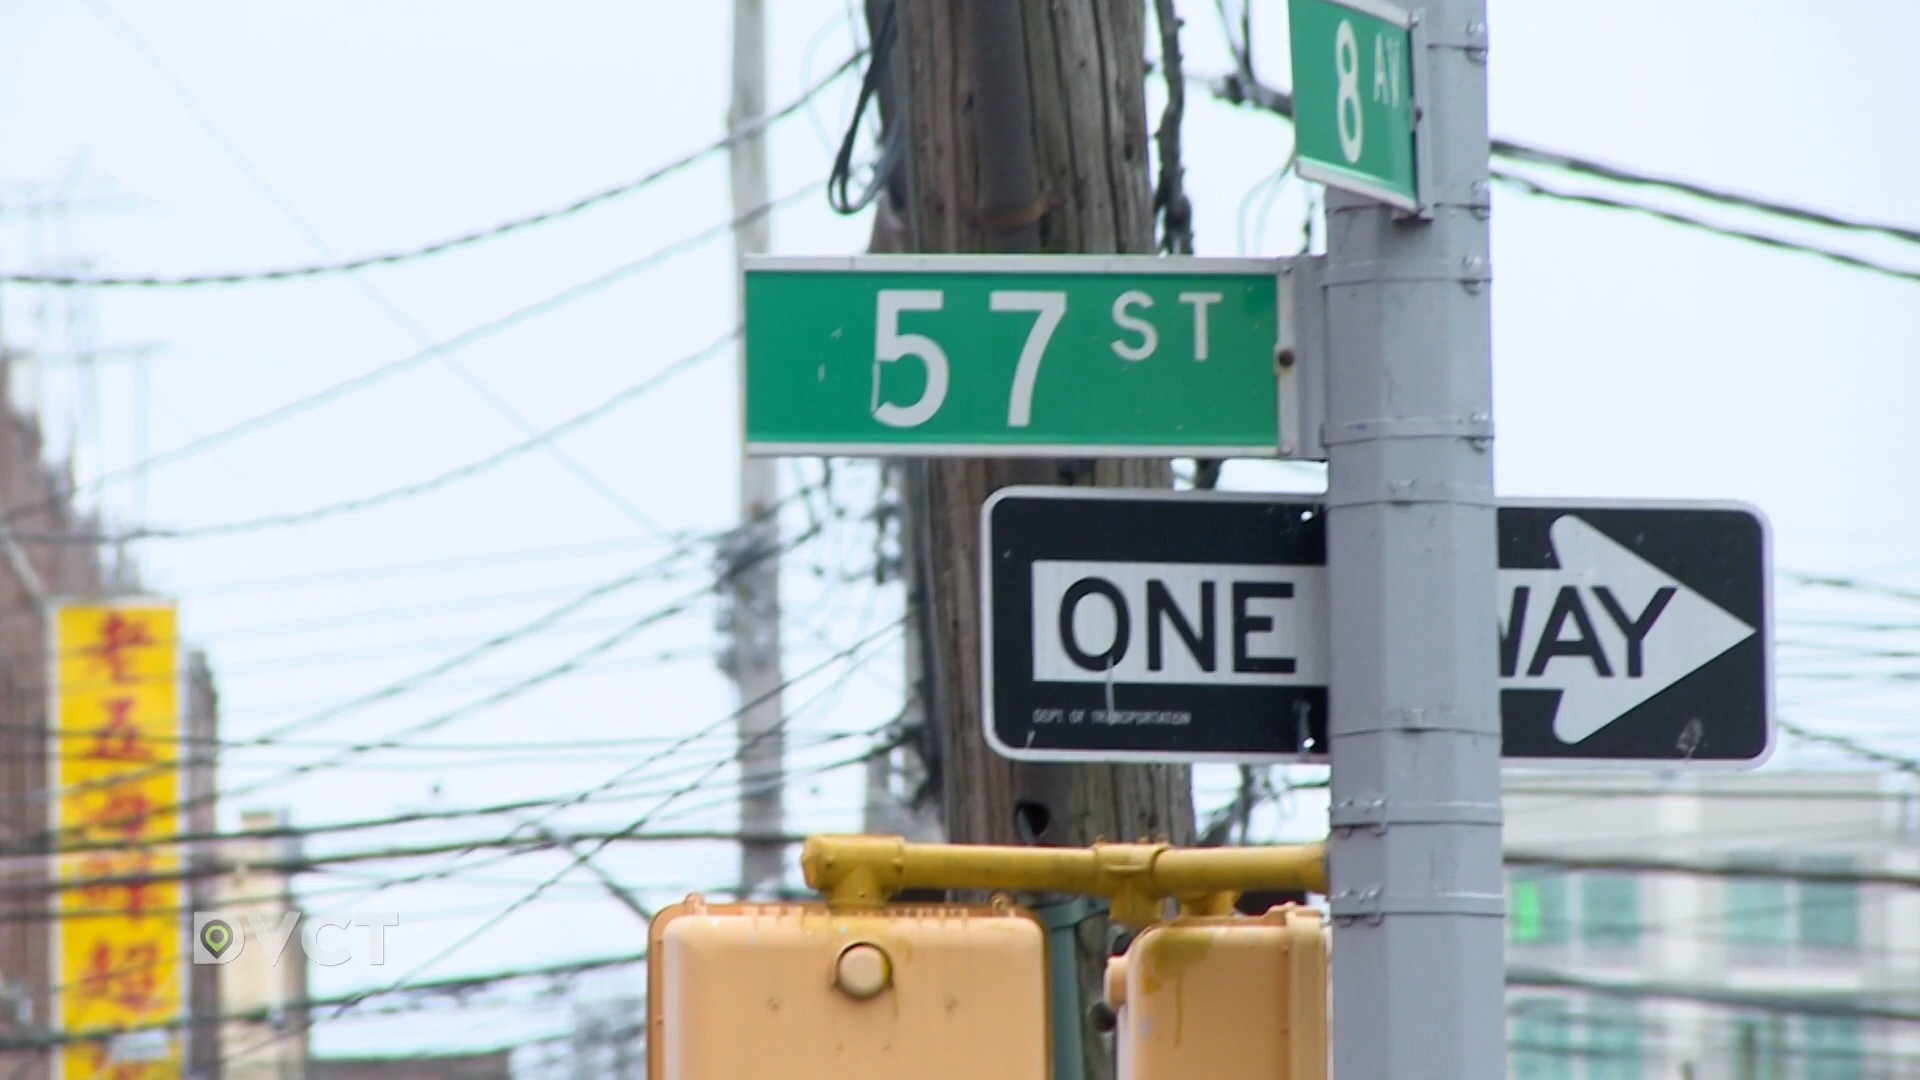 8 AV
57 ST
ONE WAY
DEPT OF TRANSPORTATION
DVCT